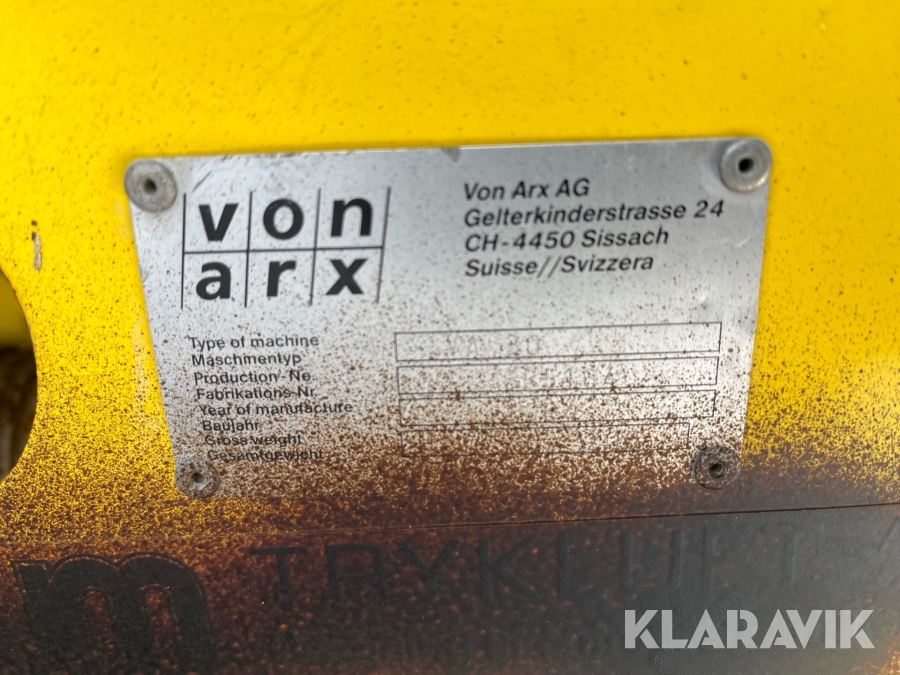 von
arx
Von Arx AG
Gelterkinderstrasse 24
CH-4450 Sissach
Suisse//Svizzera
Type of machine
Maschinentyp
Production-No
Fabrikations-Nr
Year of manufacture
Baujahr
Gross weight
Gesamtgewicht
m TRYKLUFT
KLARAVIK